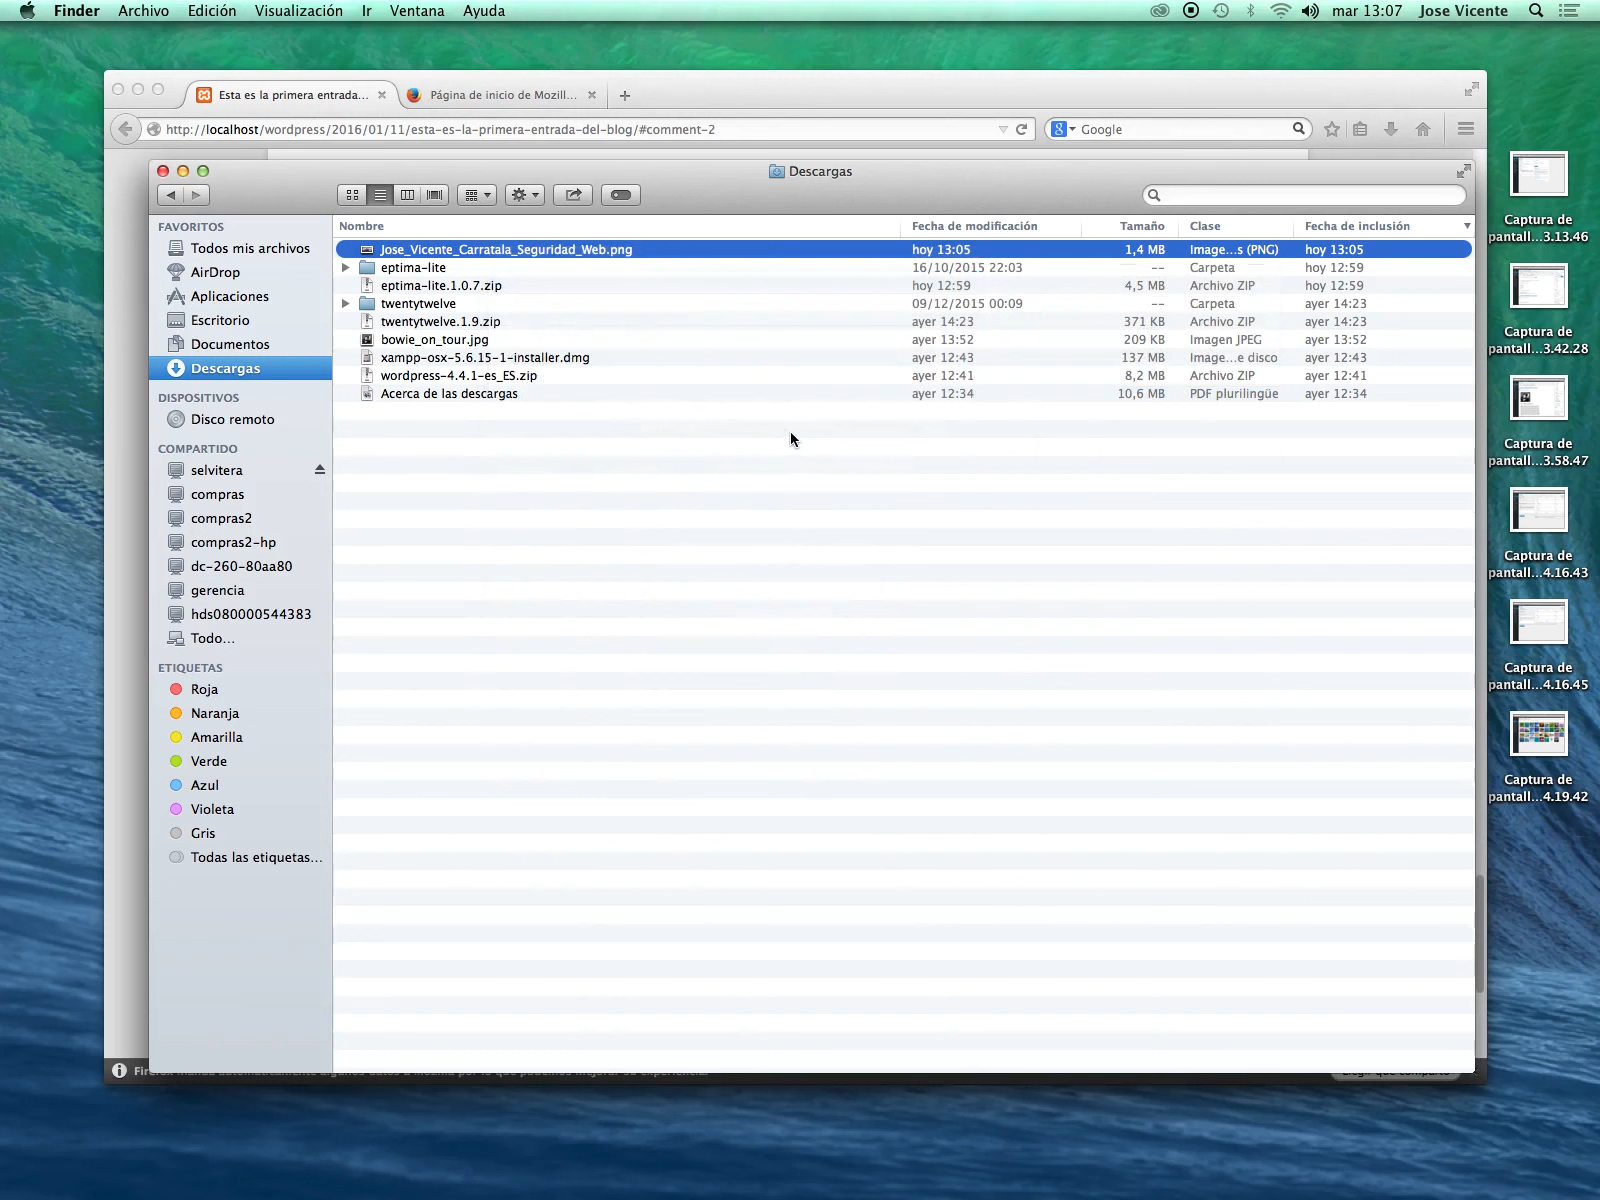 Finder Archivo Edición Visualización Ir Ventana Ayuda mar 13:07 Jose Vicente
Esta es la primera entrada... Página de inicio de Mozill...
http://localhost/wordpress/2016/01/11/esta-es-la-primera-entrada-del-blog/#comment-2 Google
Descargas
FAVORITOS
Todos mis archivos
AirDrop
Aplicaciones
Escritorio
Documentos
Descargas
DISPOSITIVOS
Disco remoto
COMPARTIDO
selvitera
compras
compras2
compras2-hp
dc-260-80aa80
gerencia
hds080000544383
Todo...
ETIQUETAS
Roja
Naranja
Amarilla
Verde
Azul
Violeta
Gris
Todas las etiquetas...
Nombre Fecha de modificación Tamaño Clase Fecha de inclusión
Jose_Vicente_Carratala_Seguridad_Web.png hoy 13:05 1,4 MB Image...s (PNG) hoy 13:05
eptima-lite 16/10/2015 22:03 -- Carpeta hoy 12:59
eptima-lite.1.0.7.zip hoy 12:59 4,5 MB Archivo ZIP hoy 12:59
twentytwelve 09/12/2015 00:09 -- Carpeta ayer 14:23
twentytwelve.1.9.zip ayer 14:23 371 KB Archivo ZIP ayer 14:23
bowie_on_tour.jpg ayer 13:52 209 KB Imagen JPEG ayer 13:52
xampp-osx-5.6.15-1-installer.dmg ayer 12:43 137 MB Image...e disco ayer 12:43
wordpress-4.4.1-es_ES.zip ayer 12:41 8,2 MB Archivo ZIP ayer 12:41
Acerca de las descargas ayer 12:34 10,6 MB PDF plurilingüe ayer 12:34
Captura de
pantall...3.13.46
Captura de
pantall...3.42.28
Captura de
pantall...3.58.47
Captura de
pantall...4.16.43
Captura de
pantall...4.16.45
Captura de
pantall...4.19.42